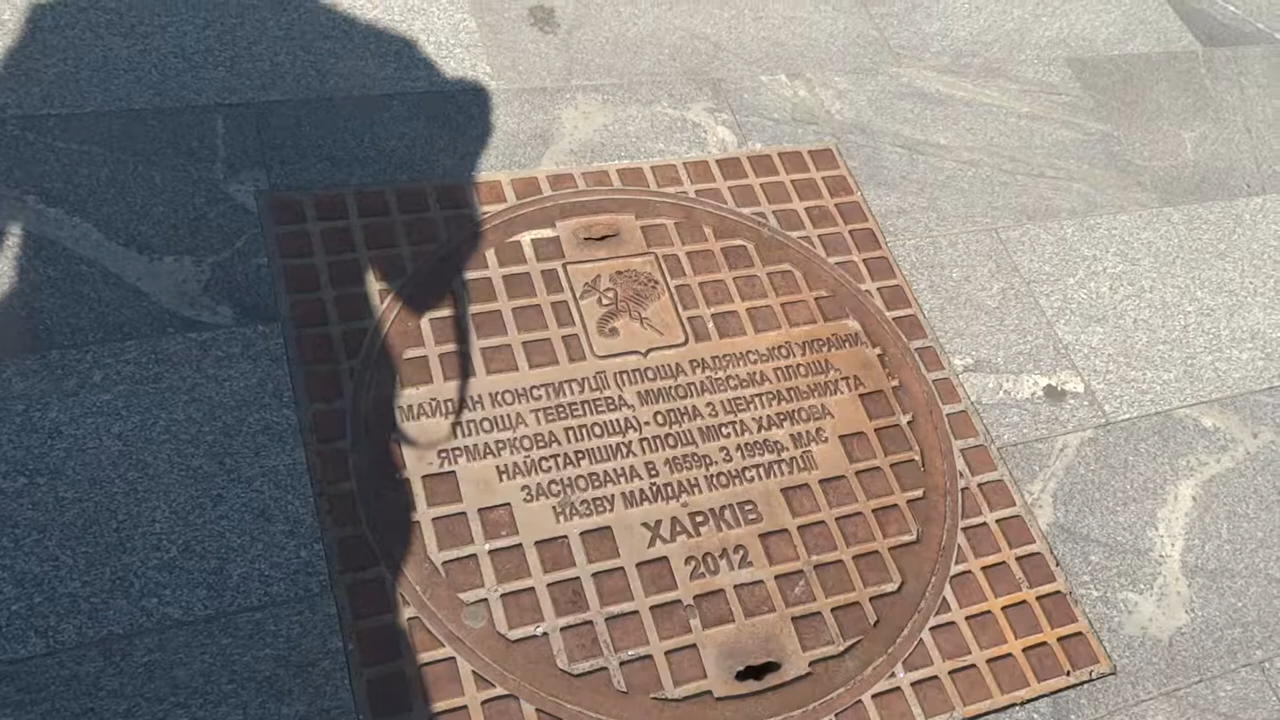 МАЙДАН КОНСТИТУЦІЇ (ПЛОЩА РАДЯНСЬКОЇ УКРАЇНИ,
ПЛОЩА ТЕВЕЛЕВА, МИКОЛАЇВСЬКА ПЛОЩА,
ЯРМАРКОВА ПЛОЩА)- ОДНА З ЦЕНТРАЛЬНИХ ТА
НАЙСТАРІШИХ ПЛОЩ МІСТА ХАРКОВА
ЗАСНОВАНА В 1659р. З 1996р. МАЄ
НАЗВУ МАЙДАН КОНСТИТУЦІЇ
ХАРКІВ
2012